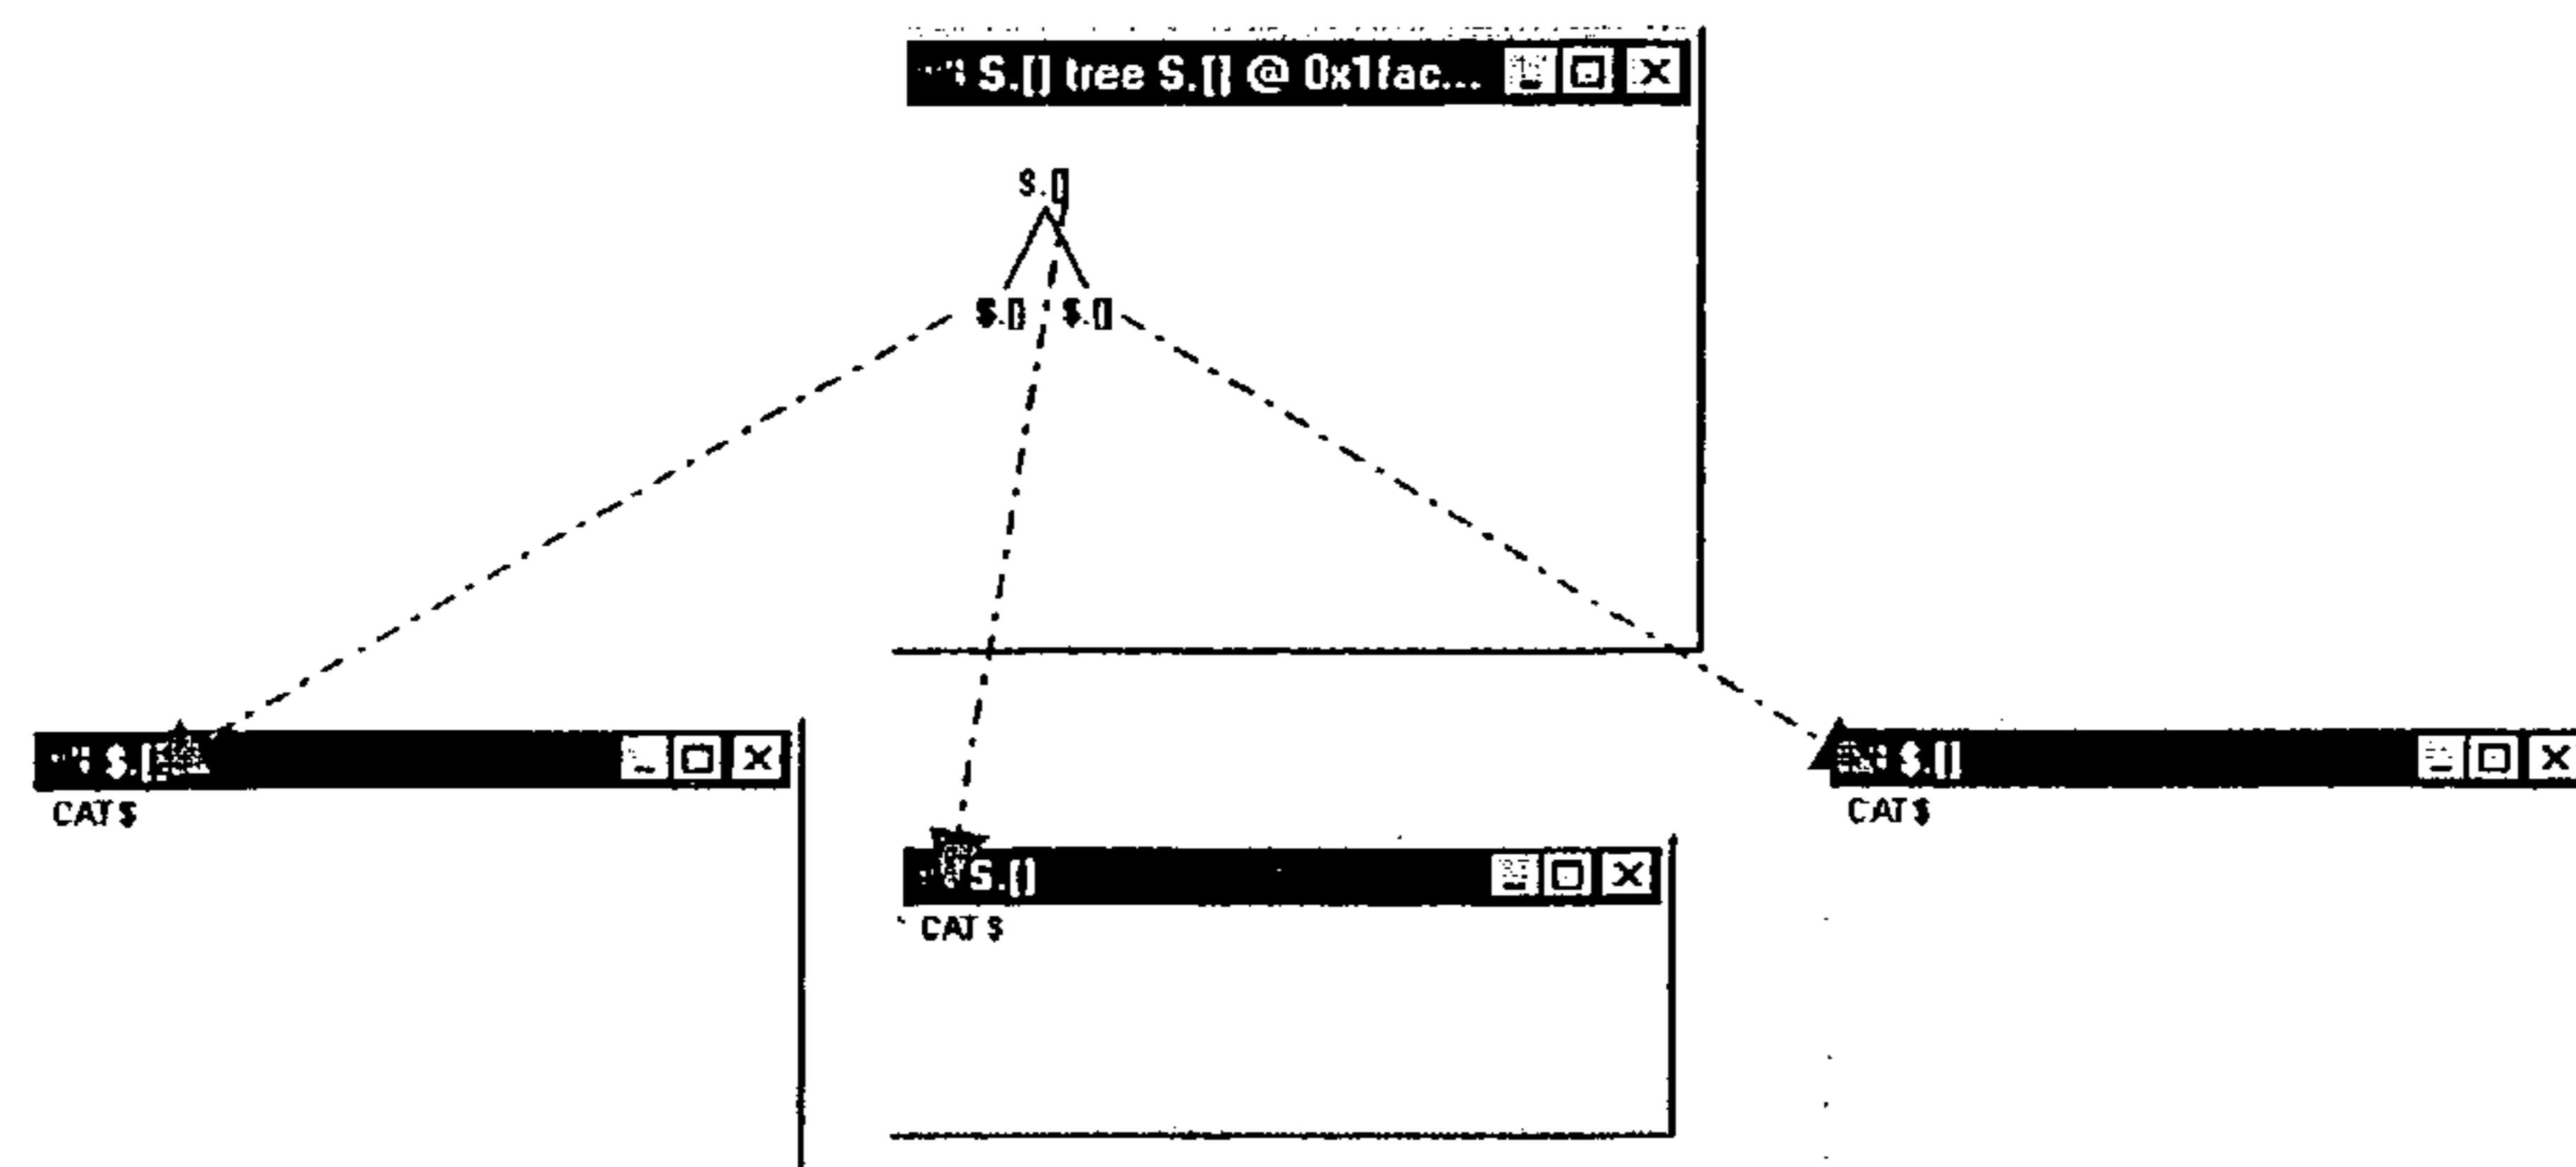 S.[] tree S.[] @ 0x1fac...
S.[]
$.[] $.[]
$.[]
CAT $
$.[]
CAT $
S.[]
CAT $